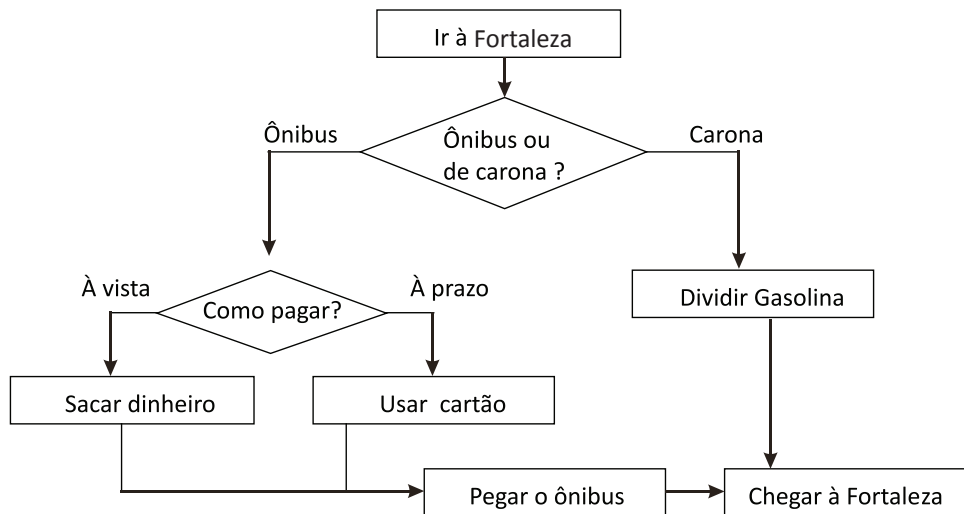 Ir à Fortaleza
Ônibus
Ônibus ou
de carona ?
Carona
À vista
Como pagar?
À prazo
Dividir Gasolina
Sacar dinheiro
Usar cartão
Pegar o ônibus
Chegar à Fortaleza